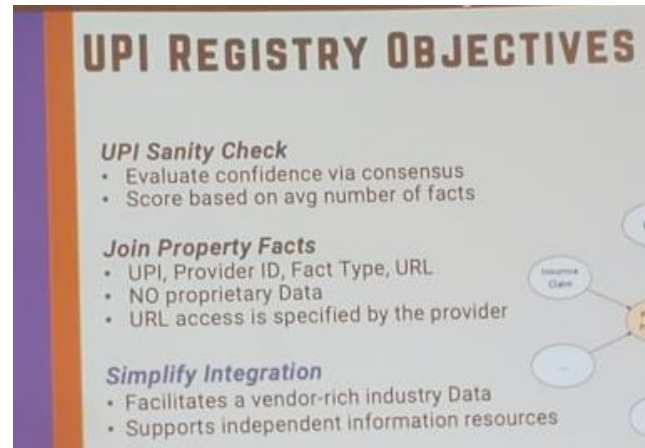 UPI REGISTRY OBJECTIVES
UPI Sanity Check
• Evaluate confidence via consensus
• Score based on avg number of facts
Join Property Facts
• UPI, Provider ID, Fact Type, URL
• NO proprietary Data
• URL access is specified by the provider
Insurance
Claim
...
Simplify Integration
• Facilitates a vendor-rich industry Data
• Supports independent information resources